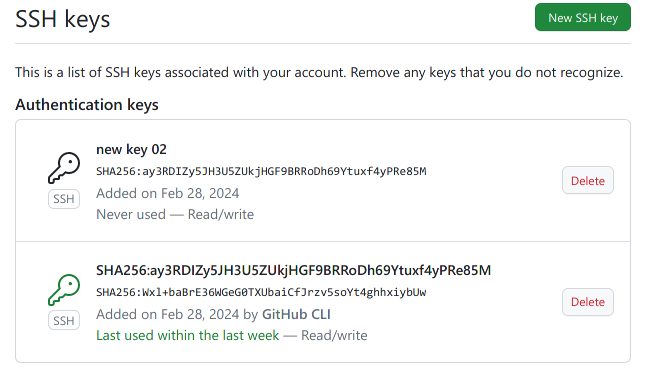 SSH keys
New SSH key
This is a list of SSH keys associated with your account. Remove any keys that you do not recognize.
Authentication keys
new key 02
SHA256:ay3RDIZy5JH3U5ZUkjHGF9BRRoDh69Ytuxf4yPRe85M
SSH
Added on Feb 28, 2024
Never used — Read/write
Delete
SHA256:ay3RDIZy5JH3U5ZUkjHGF9BRRoDh69Ytuxf4yPRe85M
SHA256:Wxl+baBrE36WGeG0TXUbaiCfJrzv5soYt4ghhxiybUw
SSH
Added on Feb 28, 2024 by GitHub CLI
Last used within the last week — Read/write
Delete